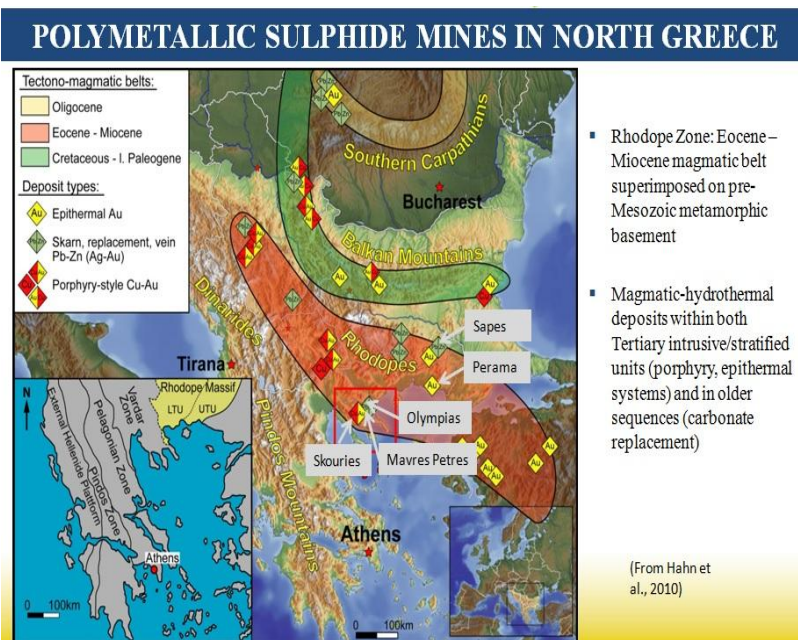 POLYMETALLIC SULPHIDE MINES IN NORTH GREECE
Tectono-magmatic belts:
Oligocene
Eocene - Miocene
Cretaceous - l. Paleogene
Deposit types:
Au
Epithermal Au
Pb/Zn
Skarn, replacement, vein
Pb-Zn (Ag-Au)
Porphyry-style Cu-Au
Southern Carpathians
Bucharest
Balkan Mountains
Dinarides
Rhodopes
Sapes
Perama
Tirana
Olympias
Skouries
Mavres Petres
Pindos Mountains
Athens
100km
N
Rhodope Massif
LTU
UTU
Vardar
Zone
Pelagonian Zone
Pindos Zone
External Hellenide Platform
Athens
0 100km
Rhodope Zone: Eocene –
Miocene magmatic belt
superimposed on pre-
Mesozoic metamorphic
basement
Magmatic-hydrothermal
deposits within both
Tertiary intrusive/stratified
units (porphyry, epithermal
systems) and in older
sequences (carbonate
replacement)
(From Hahn et
al., 2010)